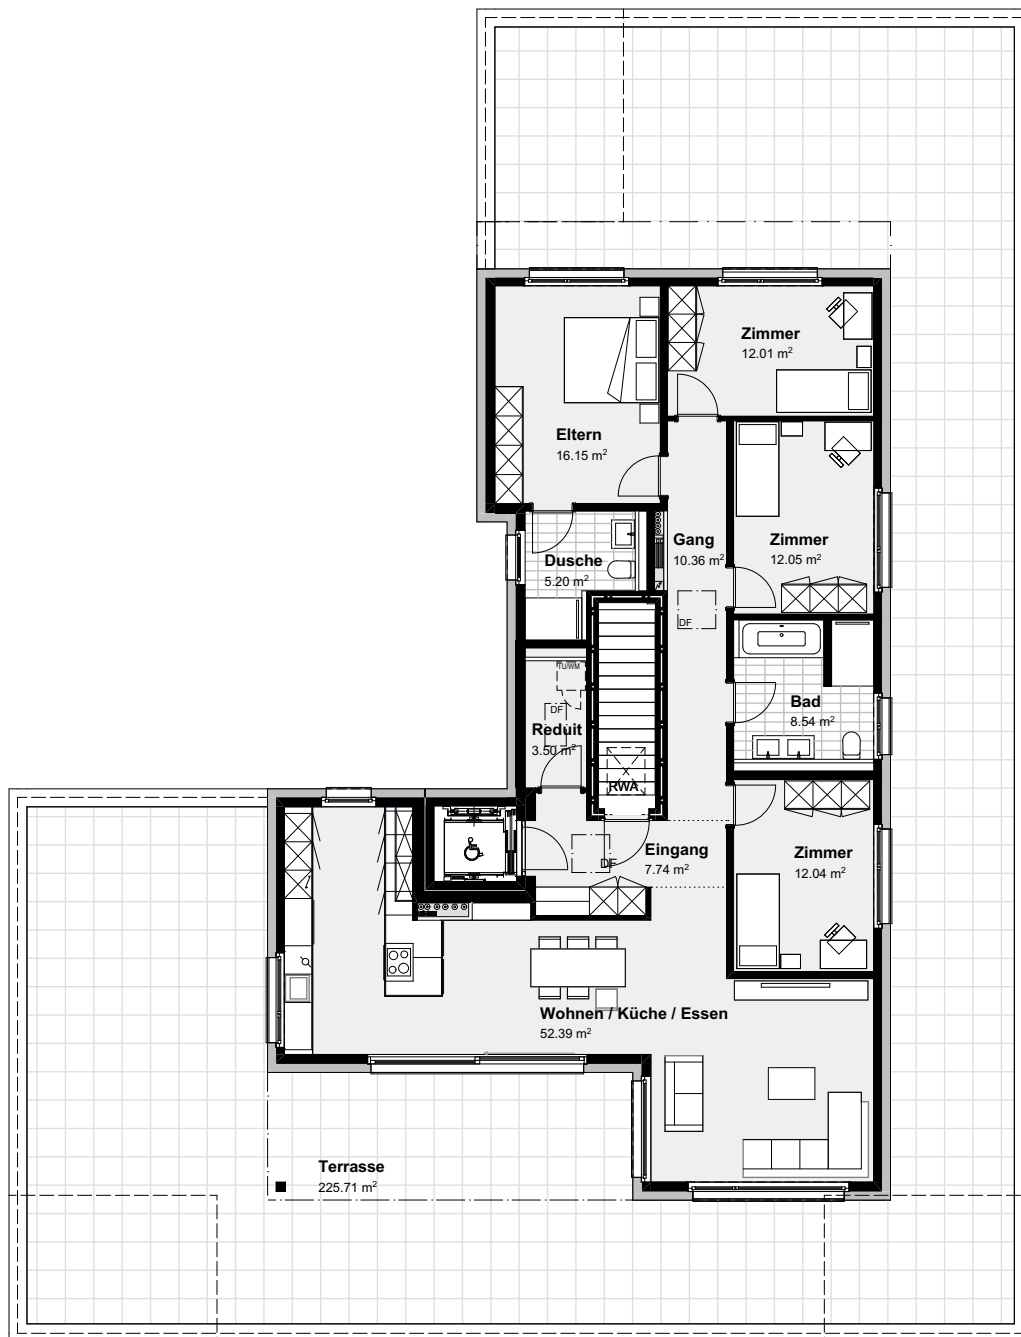 Zimmer
12.01 m²
Eltern
16.15 m²
Gang
10.36 m²
Zimmer
12.05 m²
Dusche
5.20 m²
DF
TU/WM
DF
Reduit
3.50 m²
Bad
8.54 m²
RWA
Eingang
7.74 m²
DF
Zimmer
12.04 m²
Wohnen / Küche / Essen
52.39 m²
Terrasse
225.71 m²